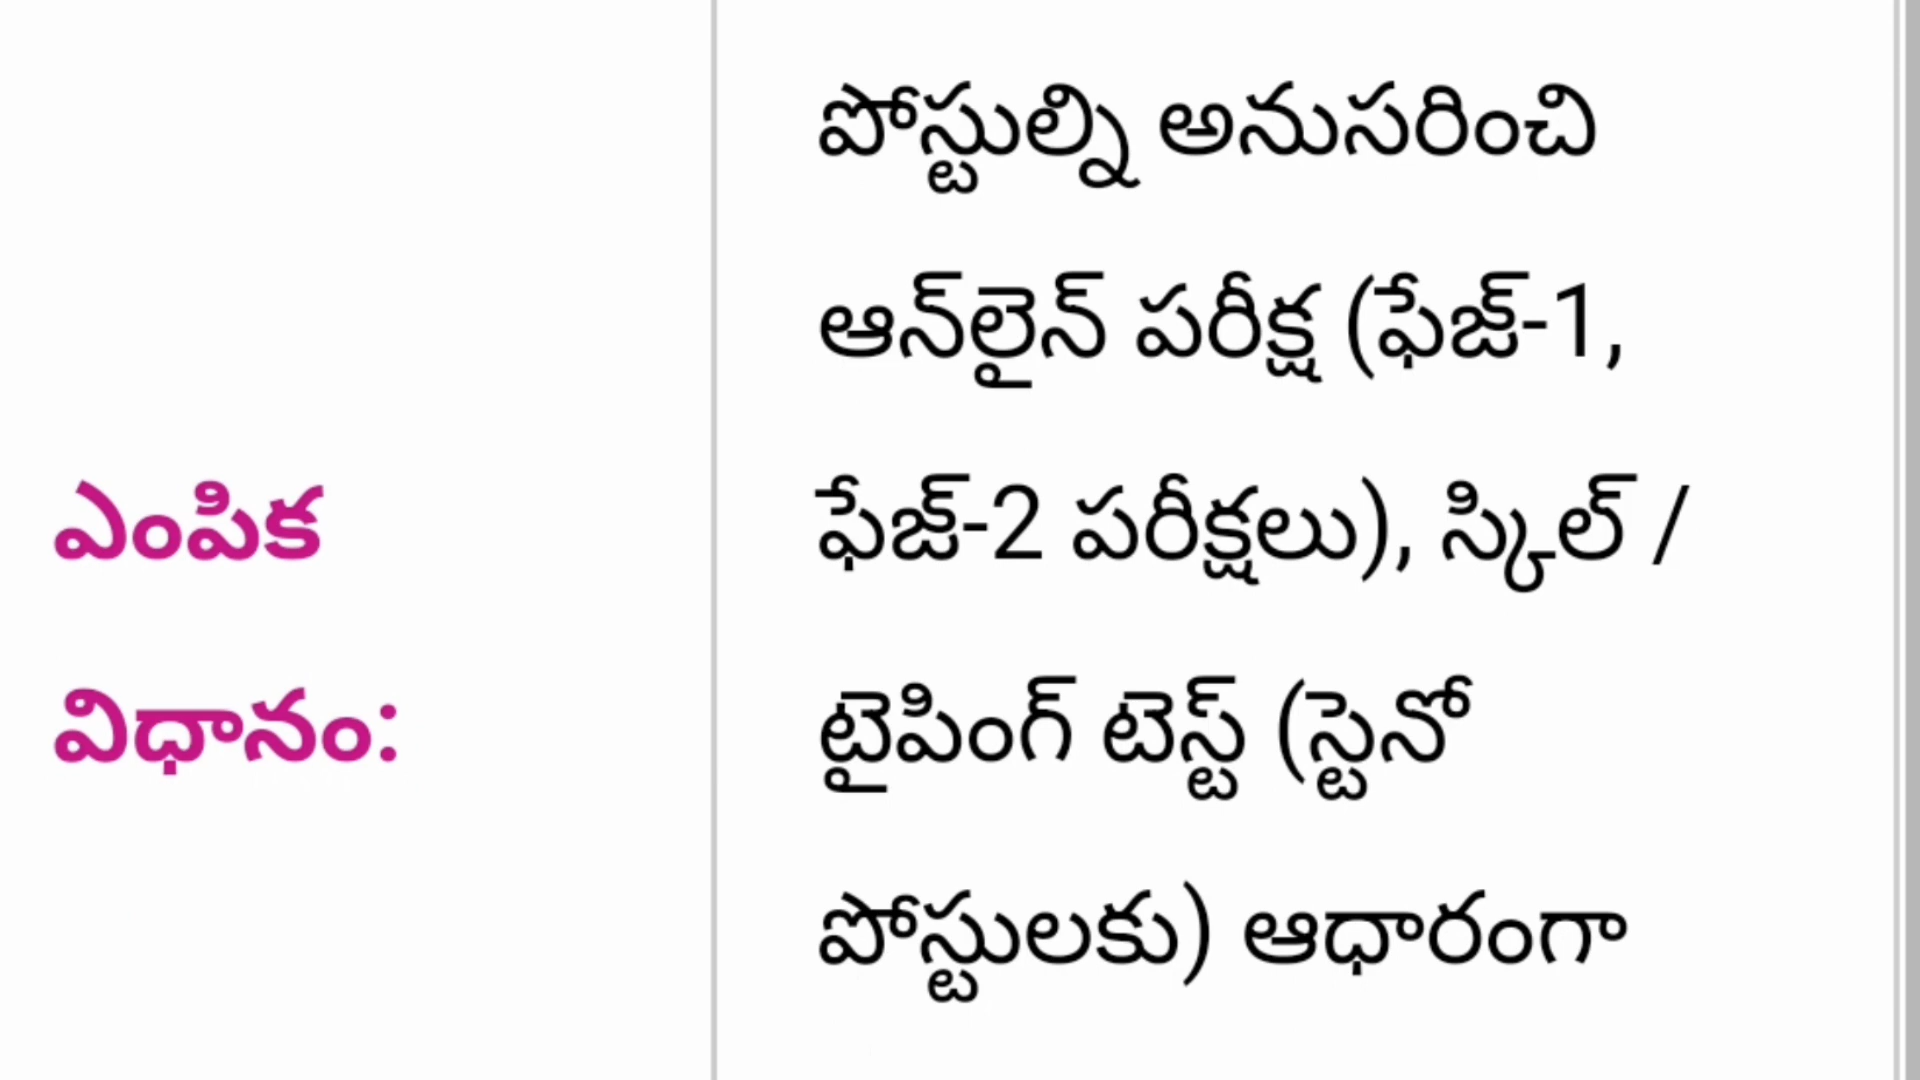 పోస్టుల్ని అనుసరించి
ఆన్‌లైన్ పరీక్ష (ఫేజ్-1,
ఎంపిక
ఫేజ్-2 పరీక్షలు), స్కిల్ /
విధానం:
టైపింగ్ టెస్ట్ (స్టెనో
పోస్టులకు) ఆధారంగా